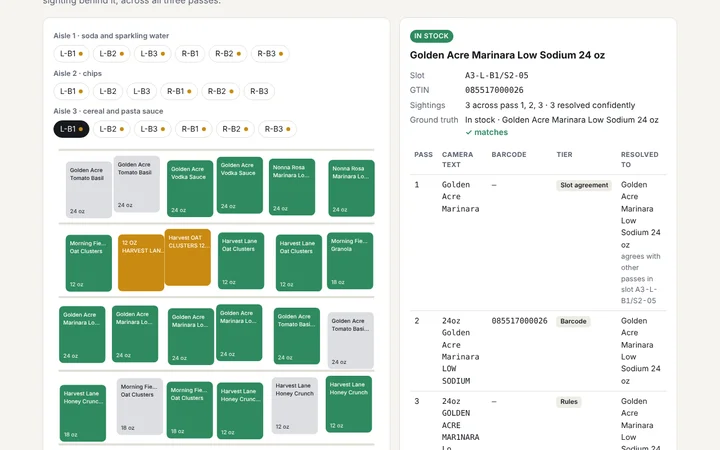 sighting behind it, across all three passes.
Aisle 1 · soda and sparkling water
L-B1 L-B2 L-B3 R-B1 R-B2 R-B3
Aisle 2 · chips
L-B1 L-B2 L-B3 R-B1 R-B2 R-B3
Aisle 3 · cereal and pasta sauce
L-B1 L-B2 L-B3 R-B1 R-B2 R-B3
Golden Acre
Tomato Basil
24 oz
Golden Acre
Tomato Basil
24 oz
Golden Acre
Vodka Sauce
24 oz
Golden Acre
Vodka Sauce
24 oz
Nonna Rosa
Marinara Lo...
24 oz
Nonna Rosa
Marinara Lo...
24 oz
Morning Fie...
Oat Clusters
12 oz
12 OZ
HARVEST LAN...
Harvest OAT
CLUSTERS 12...
Harvest Lane
Oat Clusters
12 oz
Harvest Lane
Oat Clusters
12 oz
Morning Fie...
Granola
18 oz
Golden Acre
Marinara Lo...
24 oz
Golden Acre
Marinara Lo...
24 oz
Golden Acre
Marinara Lo...
24 oz
Golden Acre
Marinara Lo...
24 oz
Golden Acre
Tomato Basi...
24 oz
Golden Acre
Tomato Basi...
24 oz
Harvest Lane
Honey Crunc...
18 oz
Morning Fie...
Oat Clusters
18 oz
Morning Fie...
Oat Clusters
18 oz
Harvest Lane
Honey Crunc...
18 oz
Harvest Lane
Honey Crunch
12 oz
Harvest Lane
Honey Crunch
12 oz
IN STOCK
Golden Acre Marinara Low Sodium 24 oz
Slot A3-L-B1/S2-05
GTIN 085517000026
Sightings 3 across pass 1, 2, 3 · 3 resolved confidently
Ground truth In stock · Golden Acre Marinara Low Sodium 24 oz
✓ matches
PASS CAMERA TEXT BARCODE TIER RESOLVED TO
1
Golden
Acre
Marinara
—
Slot agreement
Golden
Acre
Marinara
Low
Sodium 24
oz
agrees with
other
passes in
slot A3-L-
B1/S2-05
2
24oz
Golden
Acre
Marinara
LOW
SODIUM
085517000026
Barcode
Golden
Acre
Marinara
Low
Sodium 24
oz
3
24oz
GOLDEN
ACRE
MAR1NARA
Lo
—
Rules
Golden
Acre
Marinara
Low
Sodium 24